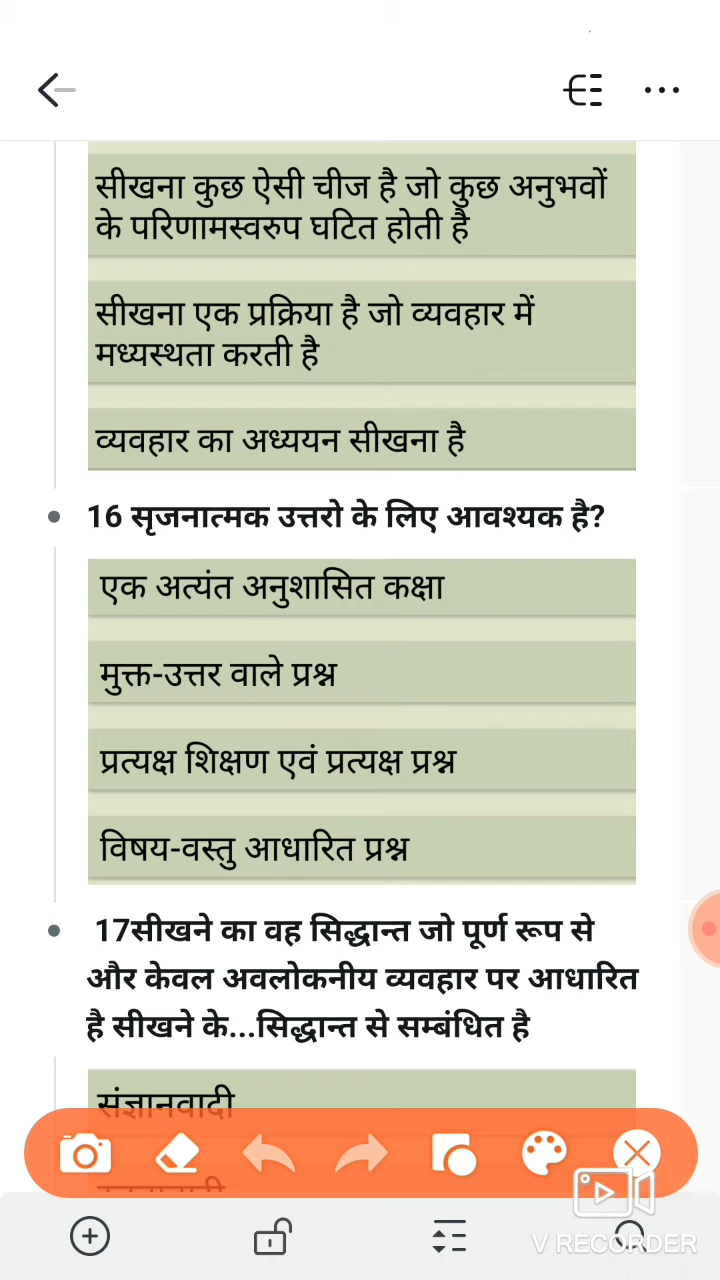 सीखना कुछ ऐसी चीज है जो कुछ अनुभवों
के परिणामस्वरुप घटित होती है
सीखना एक प्रक्रिया है जो व्यवहार में
मध्यस्थता करती है
व्यवहार का अध्ययन सीखना है
16 सृजनात्मक उत्तरो के लिए आवश्यक है?
एक अत्यंत अनुशासित कक्षा
मुक्त-उत्तर वाले प्रश्न
प्रत्यक्ष शिक्षण एवं प्रत्यक्ष प्रश्न
विषय-वस्तु आधारित प्रश्न
17सीखने का वह सिद्धान्त जो पूर्ण रूप से
और केवल अवलोकनीय व्यवहार पर आधारित
है सीखने के...सिद्धान्त से सम्बंधित है
संज्ञानवादी
V RECORDER